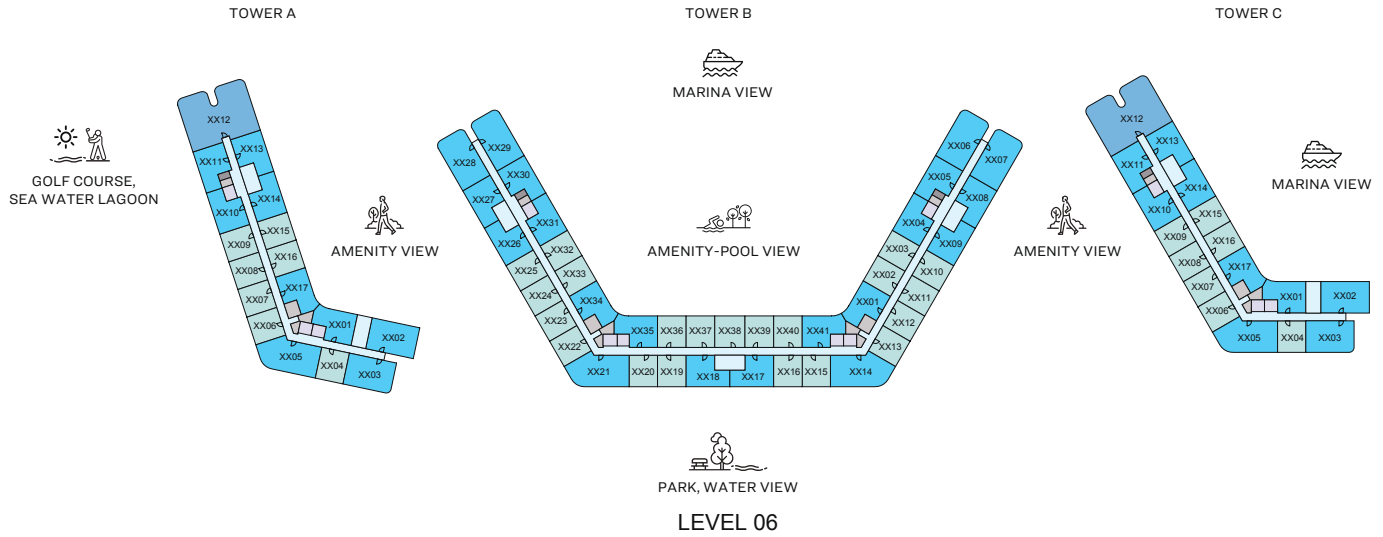 TOWER A
TOWER B
TOWER C
MARINA VIEW
GOLF COURSE,
SEA WATER LAGOON
AMENITY VIEW
AMENITY-POOL VIEW
AMENITY VIEW
MARINA VIEW
XX12
XX13
XX11
XX14
XX10
XX15
XX09
XX16
XX08
XX17
XX07
XX06
XX01
XX02
XX05
XX04
XX03
XX29
XX28
XX30
XX27
XX31
XX26
XX32
XX25
XX33
XX24
XX34
XX23
XX22
XX35
XX36
XX37
XX38
XX39
XX40
XX41
XX21
XX20
XX19
XX18
XX17
XX16
XX15
XX14
XX06
XX07
XX05
XX08
XX04
XX09
XX03
XX10
XX02
XX11
XX01
XX12
XX13
XX12
XX13
XX11
XX14
XX10
XX15
XX09
XX16
XX08
XX17
XX07
XX06
XX01
XX02
XX05
XX04
XX03
PARK, WATER VIEW
LEVEL 06